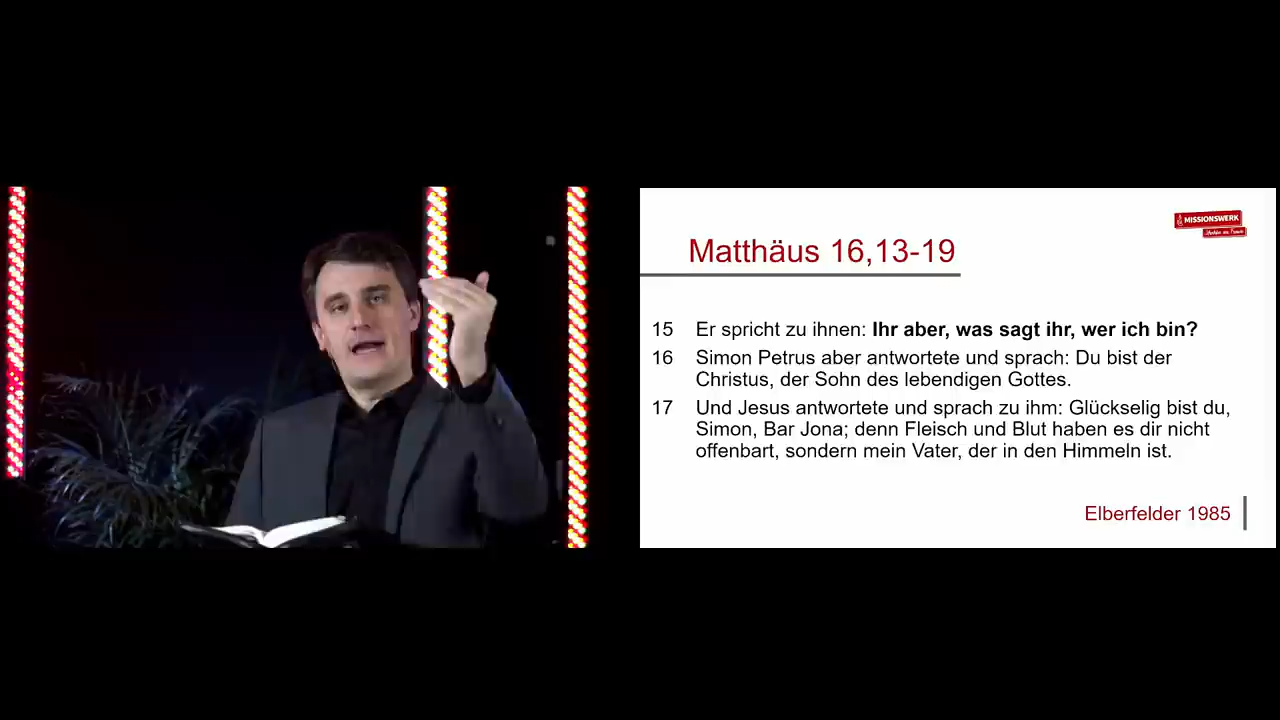 MISSIONSWERK
Matthäus 16,13-19
15 Er spricht zu ihnen: Ihr aber, was sagt ihr, wer ich bin?
16 Simon Petrus aber antwortete und sprach: Du bist der
Christus, der Sohn des lebendigen Gottes.
17 Und Jesus antwortete und sprach zu ihm: Glückselig bist du,
Simon, Bar Jona; denn Fleisch und Blut haben es dir nicht
offenbart, sondern mein Vater, der in den Himmeln ist.
Elberfelder 1985